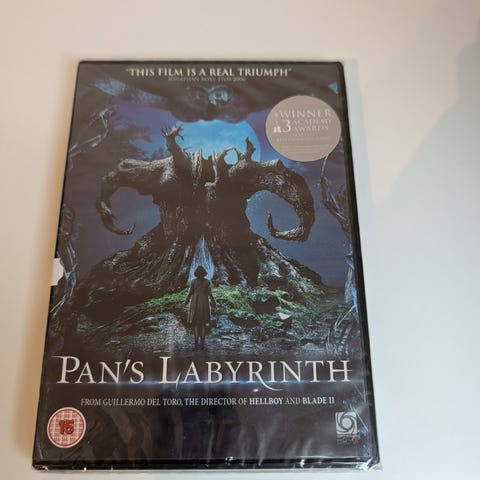 "THIS FILM IS A REAL TRIUMPH"
JONATHAN ROSS, FILM 2006
WINNER
3 ACADEMY
AWARDS
PAN'S LABYRINTH
FROM GUILLERMO DEL TORO, THE DIRECTOR OF HELLBOY AND BLADE II
15